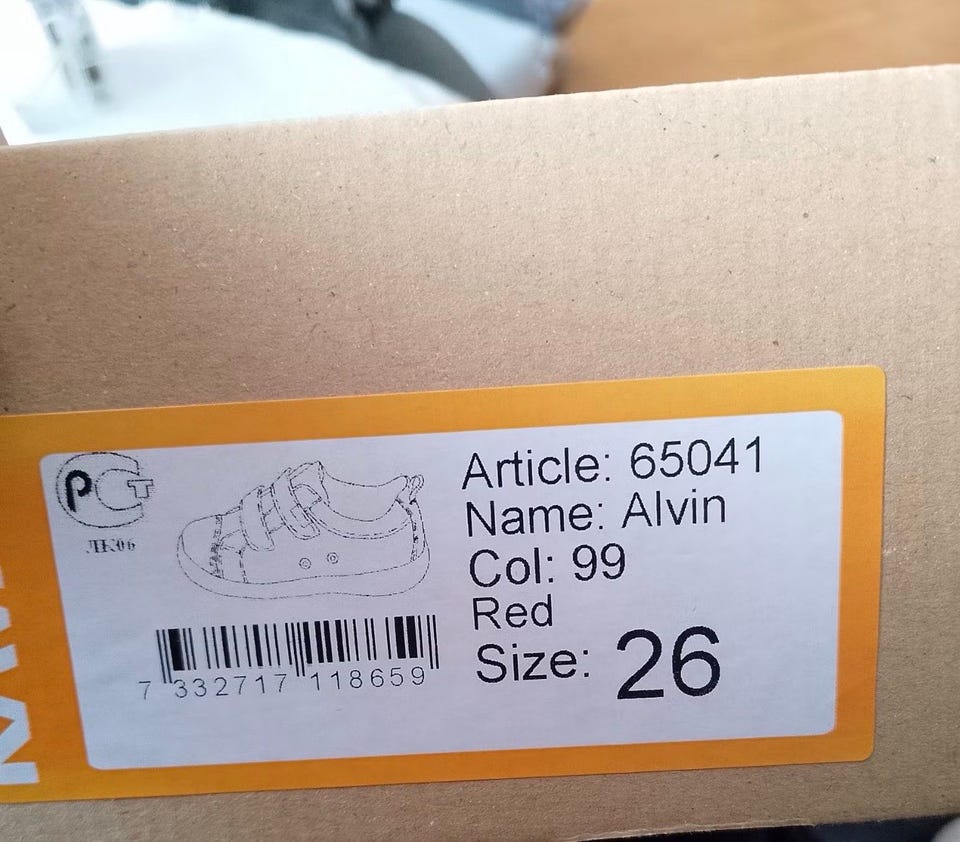 РСТ
ЛК06
Article: 65041
Name: Alvin
Col: 99
Red
Size: 26
7 332717 118659